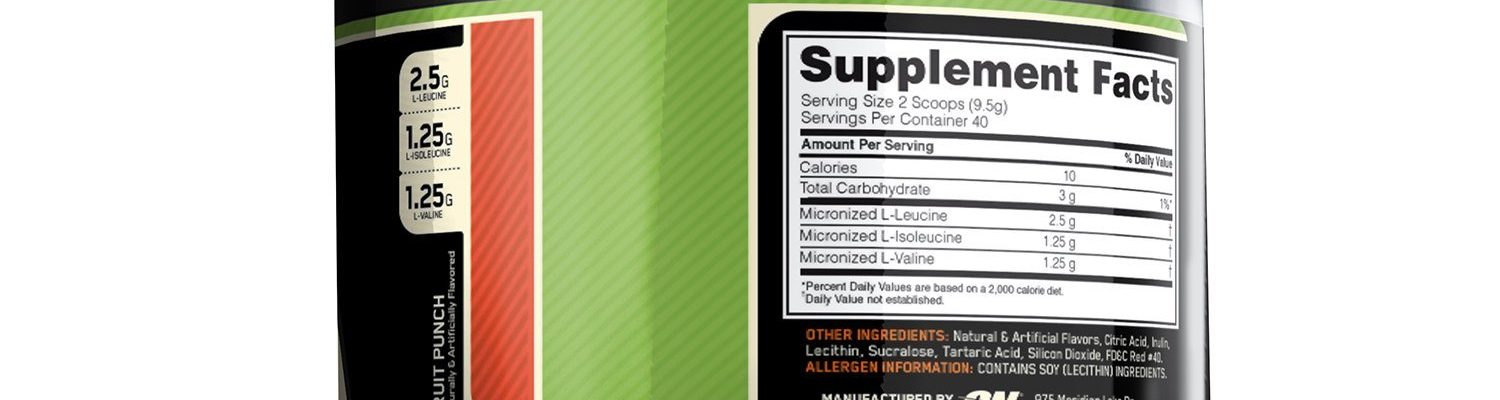 2.5G
L-LEUCINE
1.25G
L-ISOLEUCINE
1.25G
L-VALINE
RUIT PUNCH
urally & Artificially Flavored
Supplement Facts
Serving Size 2 Scoops (9.5g)
Servings Per Container 40
Amount Per Serving % Daily Value
Calories 10
Total Carbohydrate 3 g 1%*
Micronized L-Leucine 2.5 g †
Micronized L-Isoleucine 1.25 g †
Micronized L-Valine 1.25 g †
*Percent Daily Values are based on a 2,000 calorie diet.
†Daily Value not established.
OTHER INGREDIENTS: Natural & Artificial Flavors, Citric Acid, Inulin,
Lecithin, Sucralose, Tartaric Acid, Silicon Dioxide, FD&C Red #40.
ALLERGEN INFORMATION: CONTAINS SOY (LECITHIN) INGREDIENTS.
MANUFACTURED BY ON 975 Meridian Lake